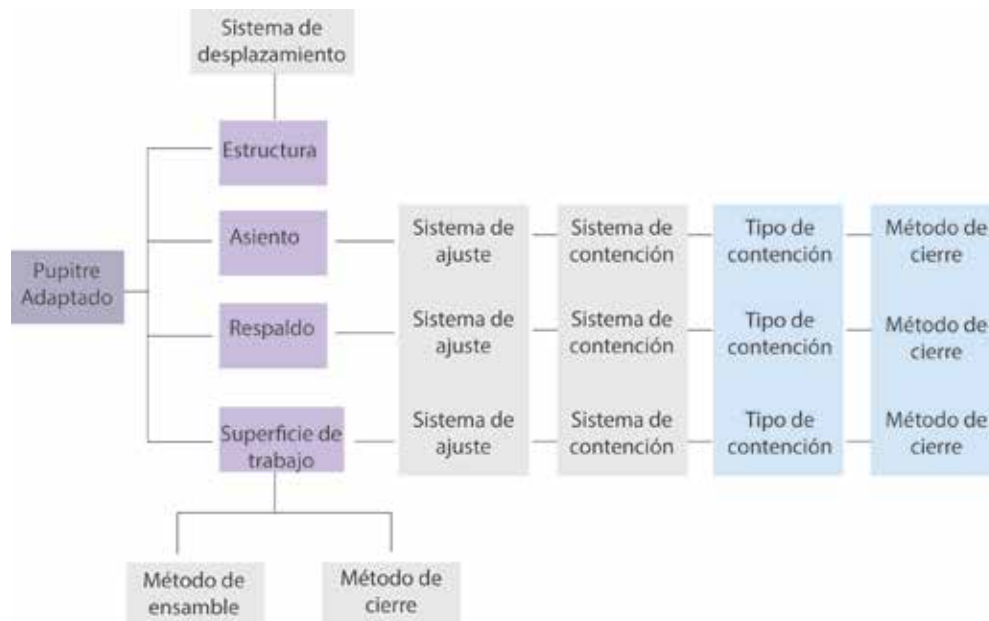 Sistema de
desplazamiento
Estructura
Asiento
Sistema de
ajuste
Sistema de
contención
Tipo de
contención
Método de
cierre
Pupitre
Adaptado
Respaldo
Sistema de
ajuste
Sistema de
contención
Tipo de
contención
Método de
cierre
Superficie de
trabajo
Sistema de
ajuste
Sistema de
contención
Tipo de
contención
Método de
cierre
Método de
ensamble
Método de
cierre